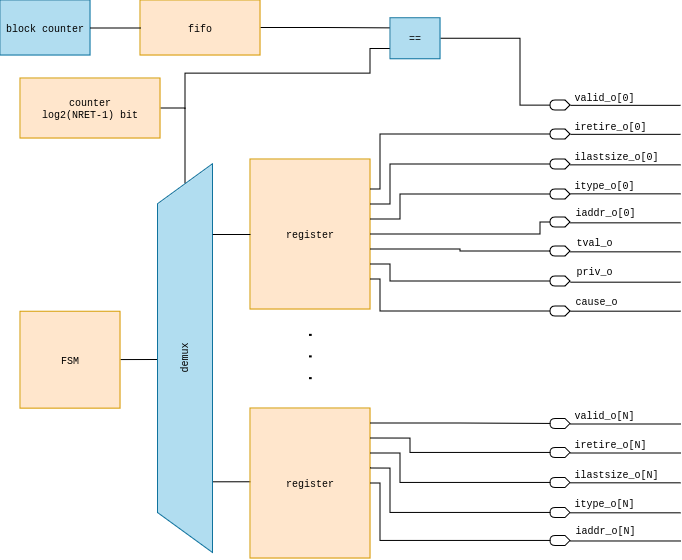 block counter
fifo
==
counter
log2(NRET-1) bit
valid_o[0]
iretire_o[0]
ilastsize_o[0]
itype_o[0]
iaddr_o[0]
tval_o
priv_o
cause_o
register
FSM
demux
register
valid_o[N]
iretire_o[N]
ilastsize_o[N]
itype_o[N]
iaddr_o[N]